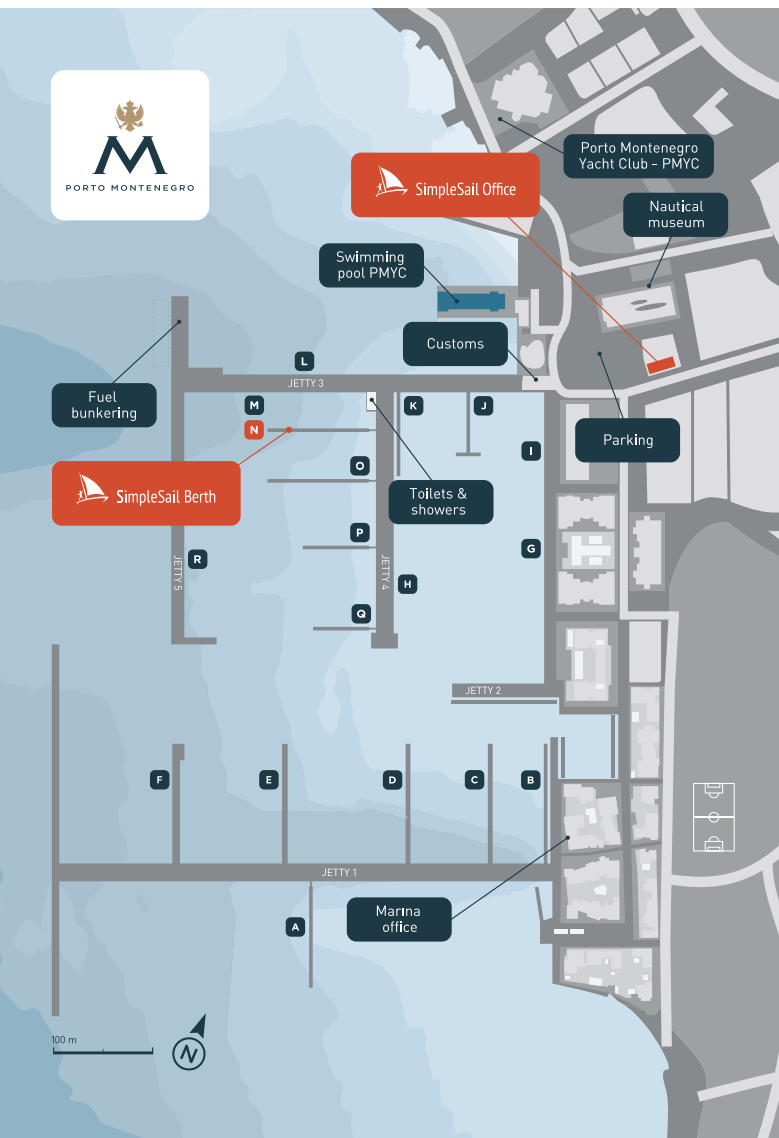 M
PORTO MONTENEGRO
Porto Montenegro
Yacht Club - PMYC
SimpleSail Office
Nautical
museum
Swimming
pool PMYC
Customs
L
JETTY 3
Fuel
bunkering
M
K
J
N
I
Parking
O
SimpleSail Berth
Toilets &
showers
P
G
R
JETTY 5
JETTY 4
H
Q
JETTY 2
F
E
D
C
B
JETTY 1
A
Marina
office
100 m
N